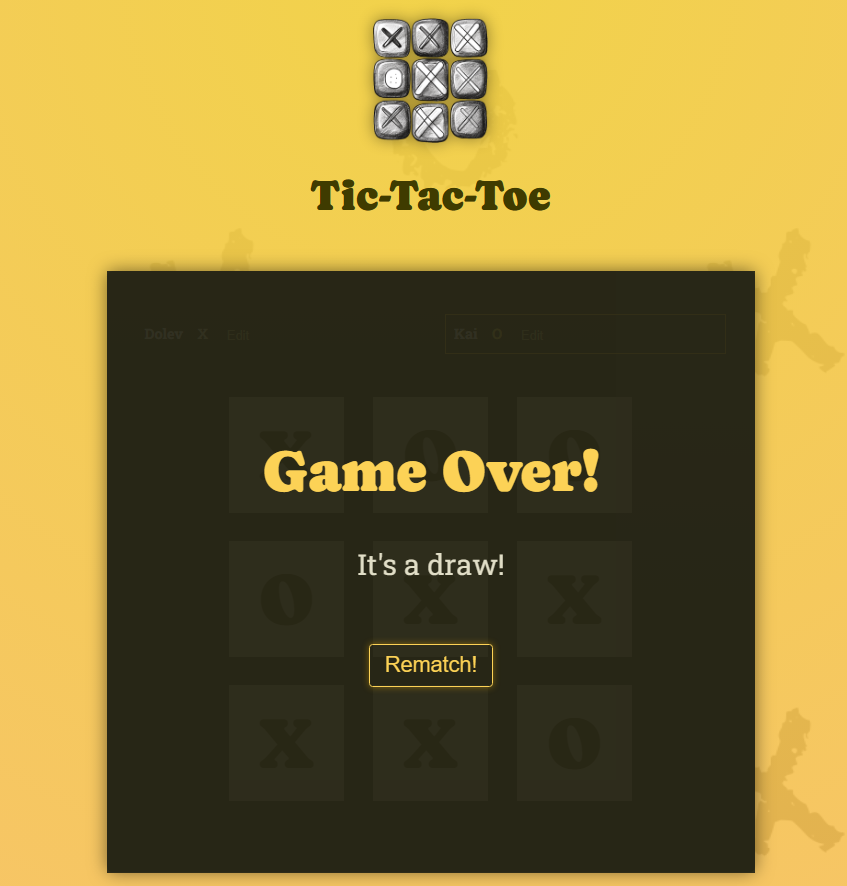 Tic-Tac-Toe
Dolev X Edit Kai O Edit
X O O
Game Over!
It's a draw!
O X X
Rematch!
X X O